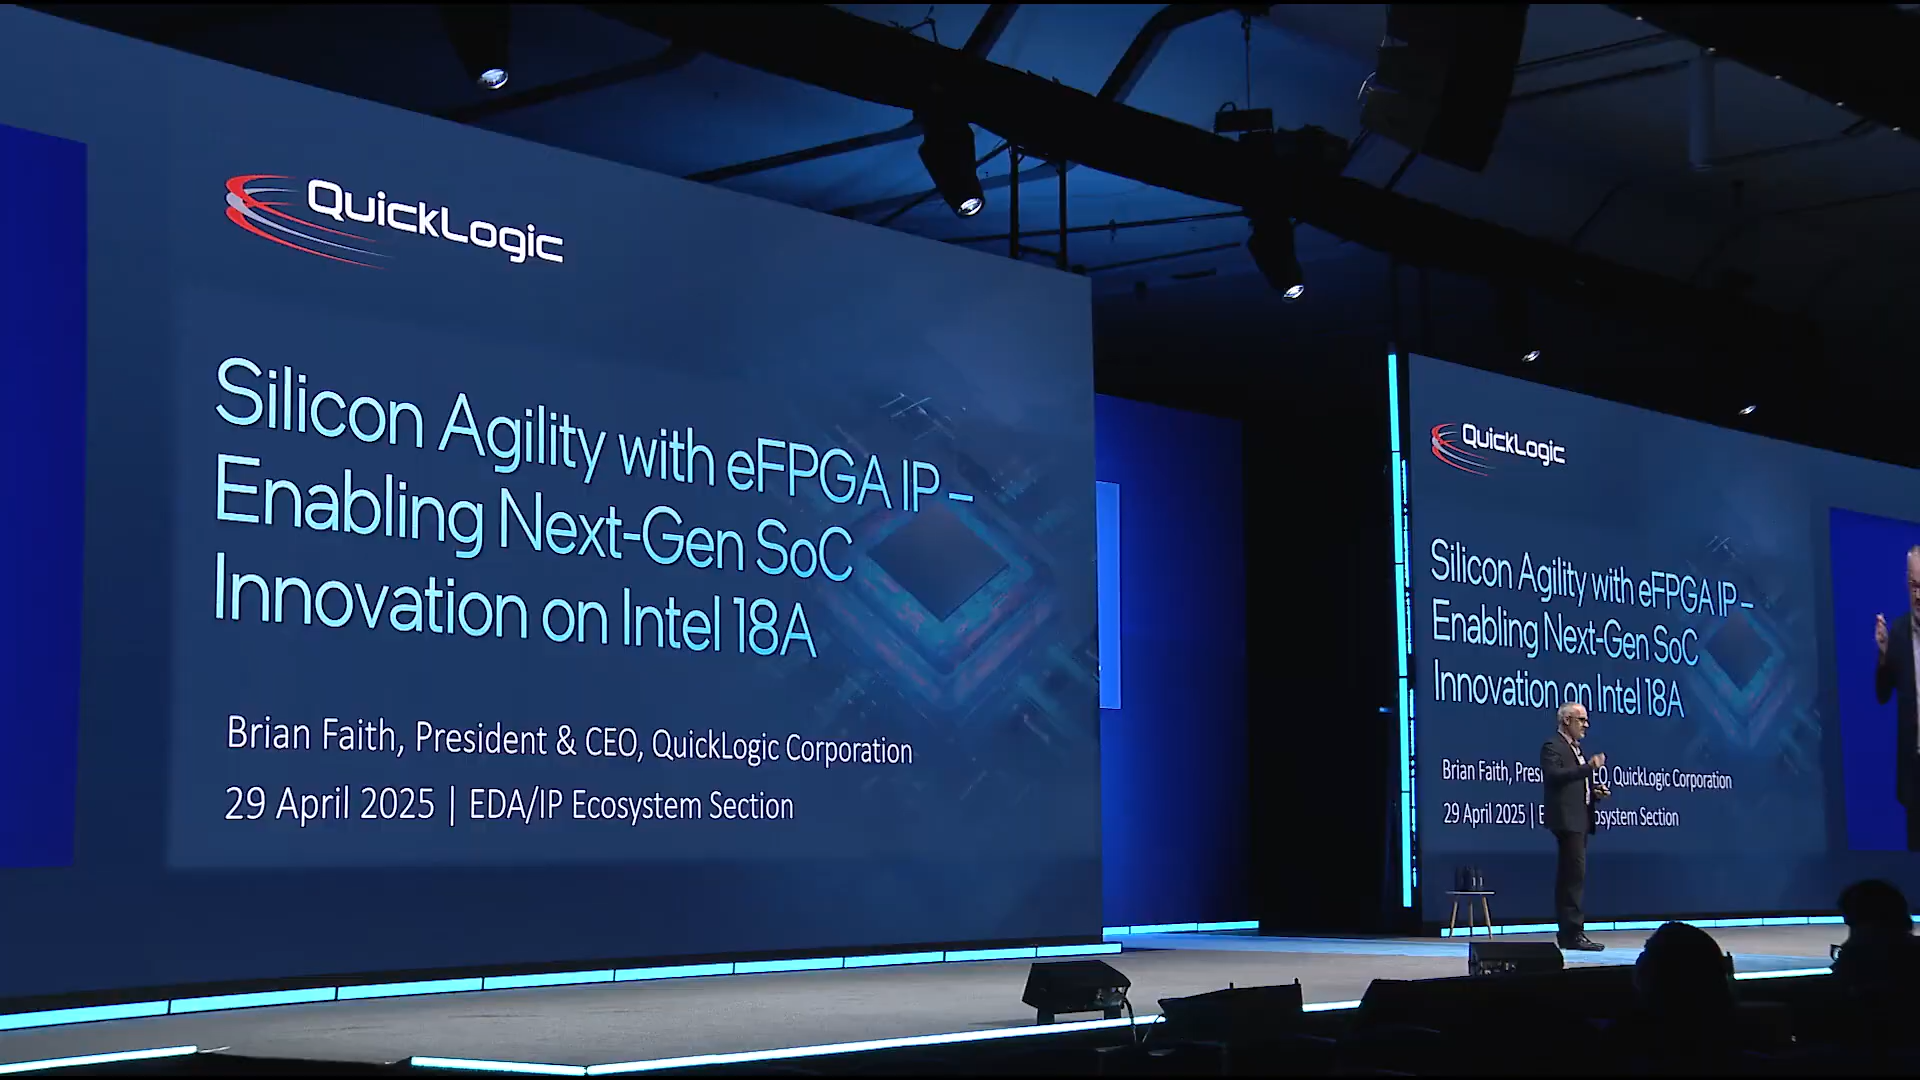 QuickLogic
Silicon Agility with eFPGA IP –
Enabling Next-Gen SoC
Innovation on Intel 18A
Brian Faith, President & CEO, QuickLogic Corporation
29 April 2025 | EDA/IP Ecosystem Section
QuickLogic
Silicon Agility with eFPGA IP –
Enabling Next-Gen SoC
Innovation on Intel 18A
Brian Faith, QuickLogic Corporation
29 April 2025 | Section